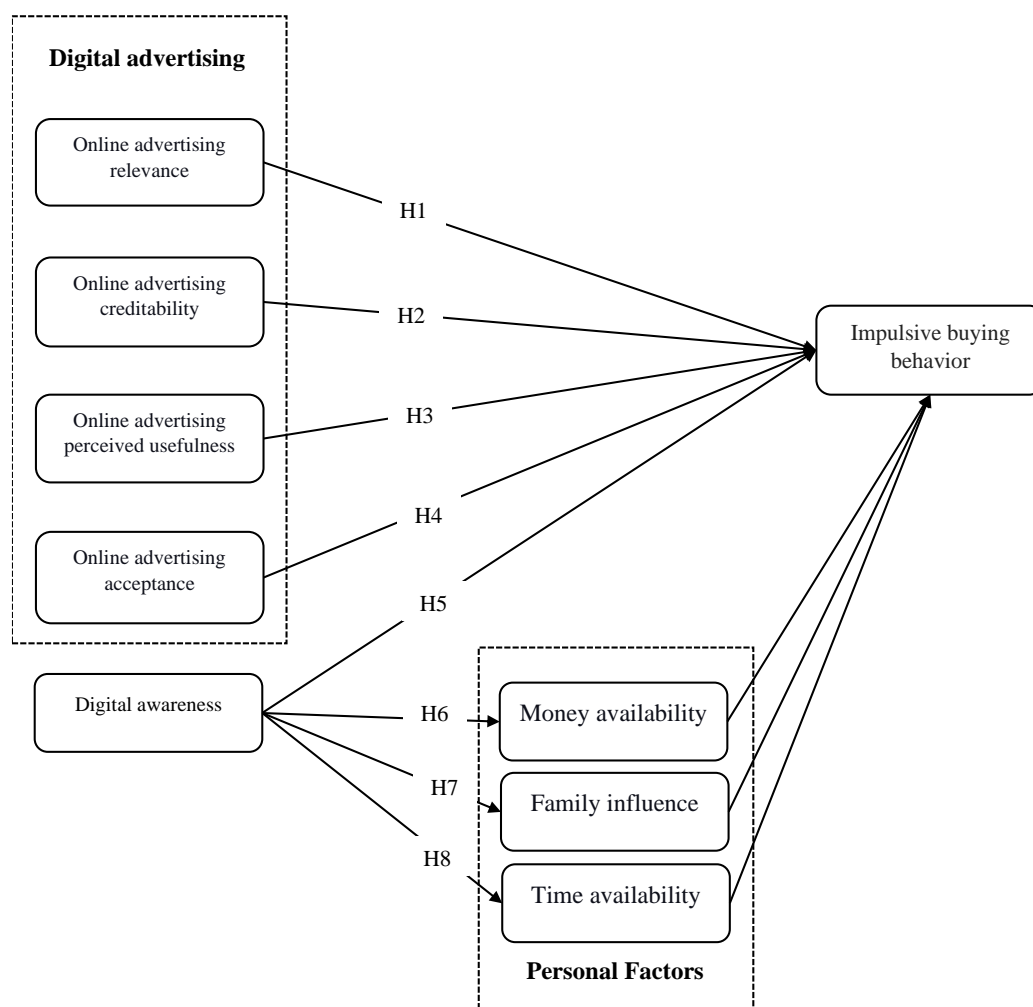 Digital advertising
Online advertising
relevance
H1
Online advertising
creditability
H2
Impulsive buying
behavior
Online advertising
perceived usefulness
H3
Online advertising
acceptance
H4
H5
Digital awareness
H6
Money availability
H7
Family influence
H8
Time availability
Personal Factors